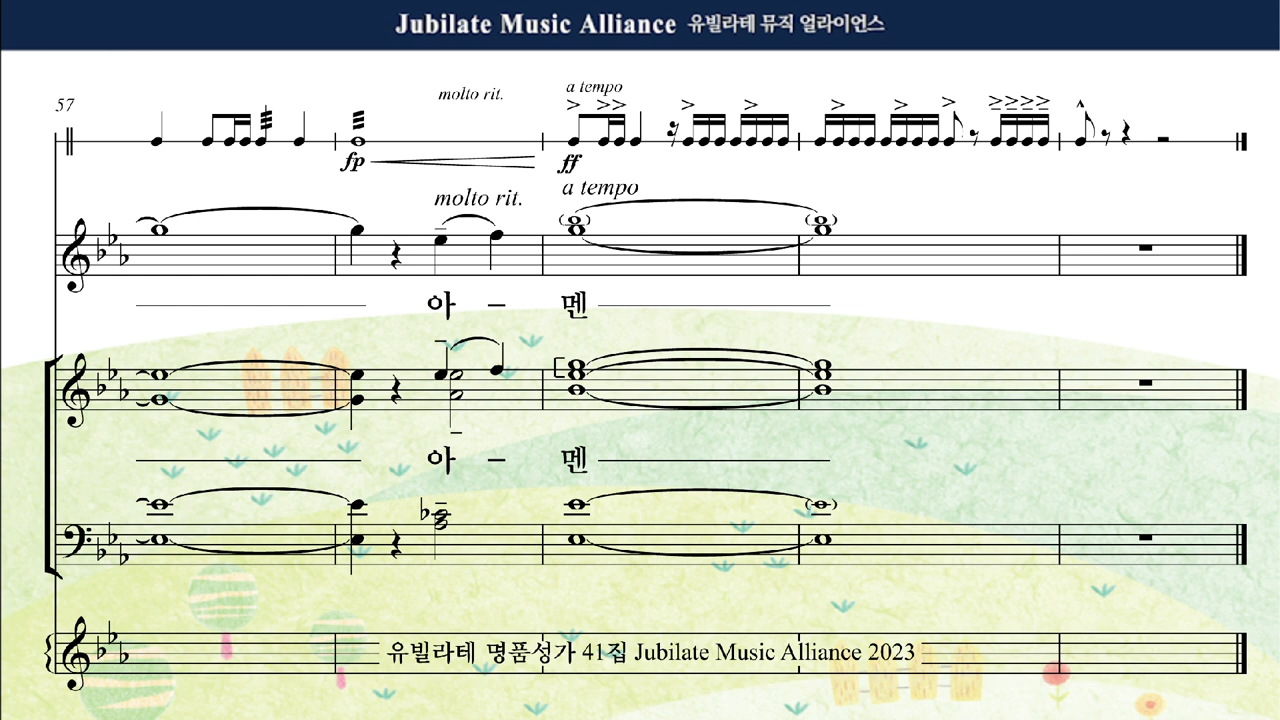 Jubilate Music Alliance 유빌라테 뮤직 얼라이언스
57
molto rit.
a tempo
fp
ff
molto rit.
a tempo
아 – 멘
아 – 멘
유빌라테 명품성가 41집 Jubilate Music Alliance 2023